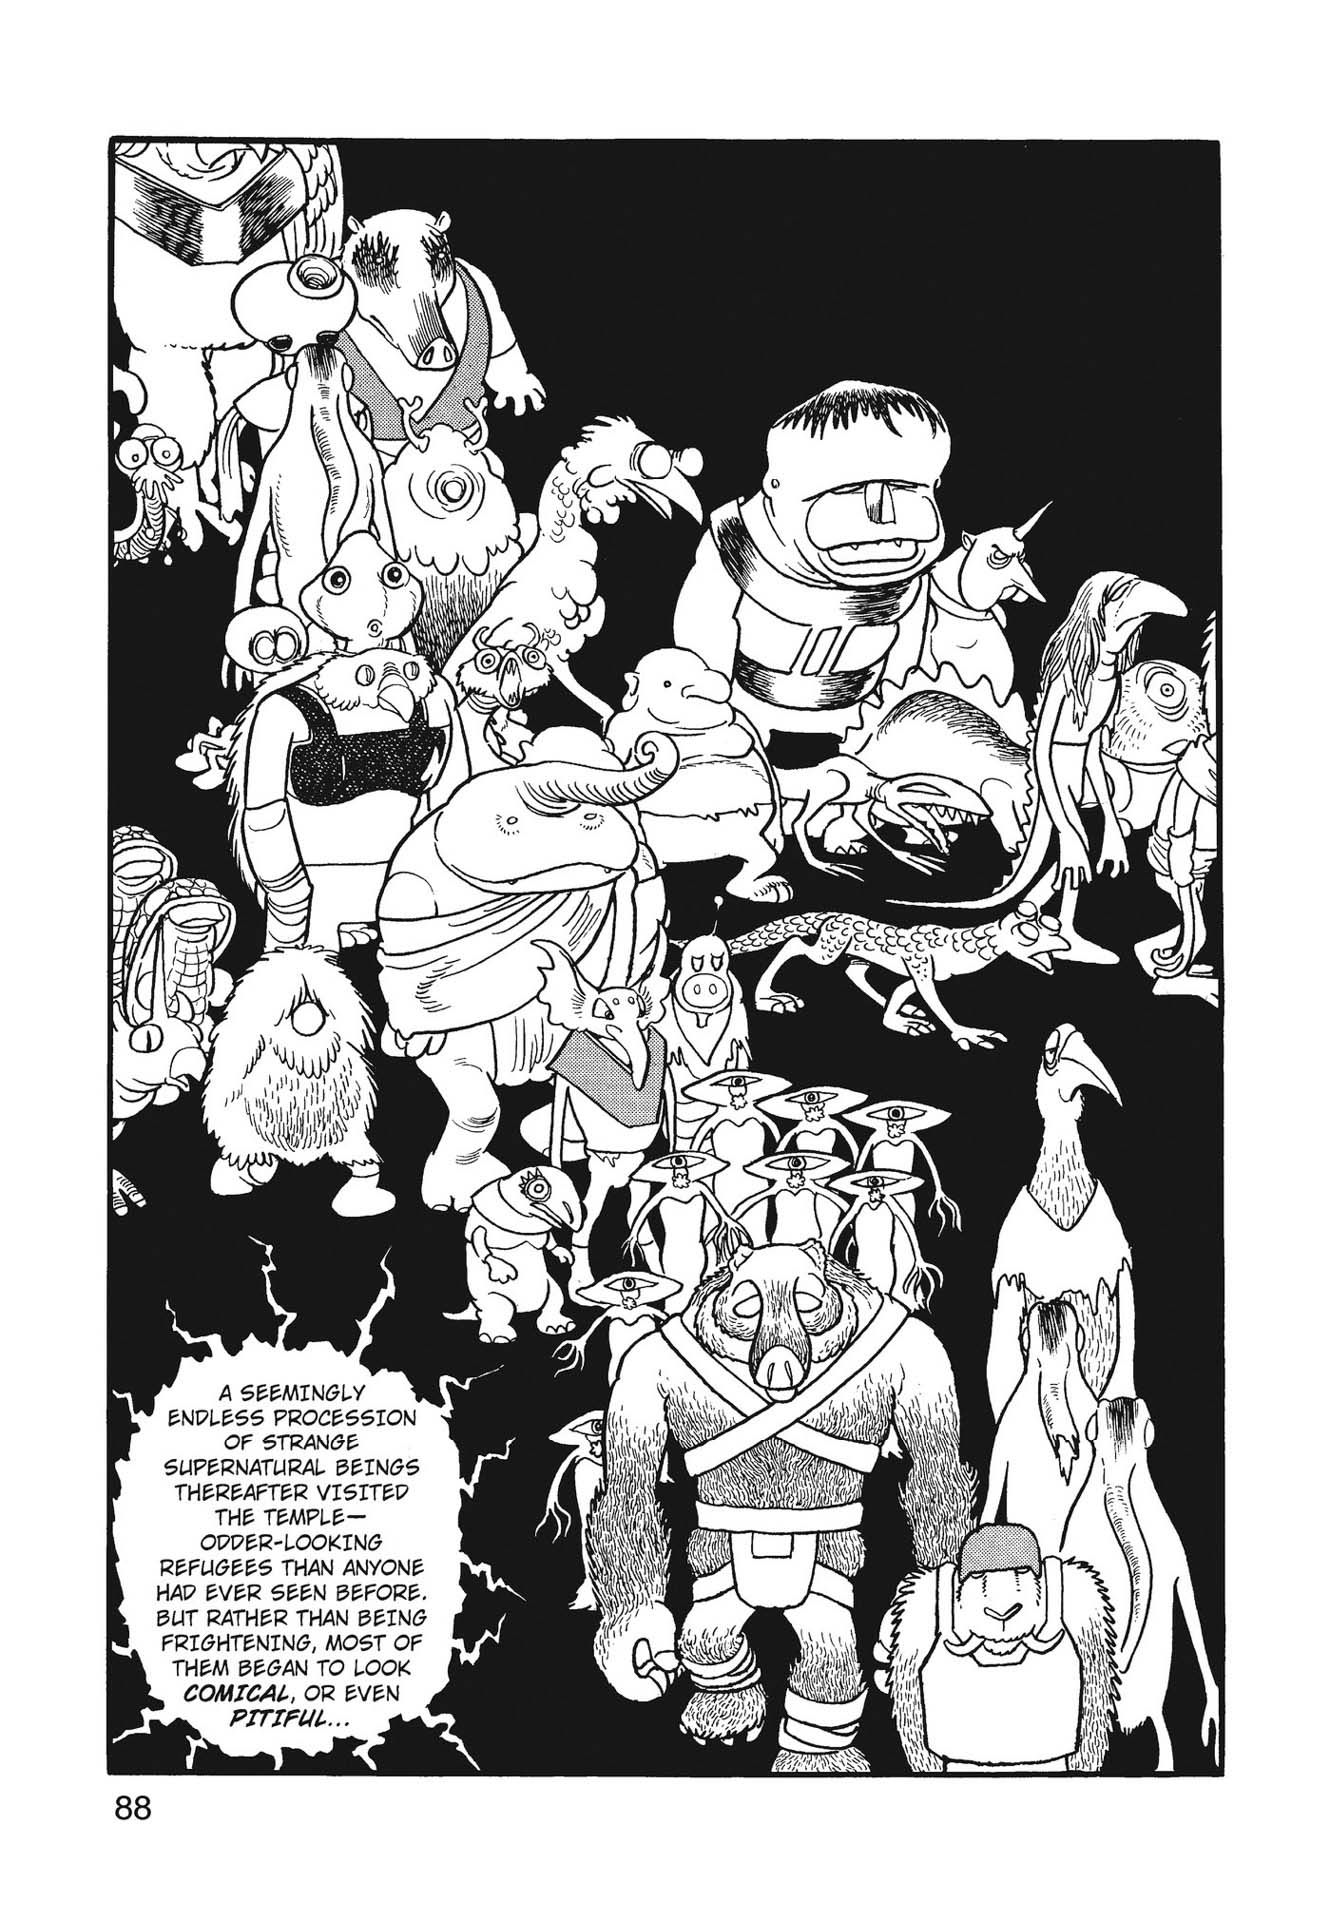 A SEEMINGLY
ENDLESS PROCESSION
OF STRANGE
SUPERNATURAL BEINGS
THEREAFTER VISITED
THE TEMPLE—
ODDER-LOOKING
REFUGEES THAN ANYONE
HAD EVER SEEN BEFORE.
BUT RATHER THAN BEING
FRIGHTENING, MOST OF
THEM BEGAN TO LOOK
COMICAL, OR EVEN
PITIFUL...
88